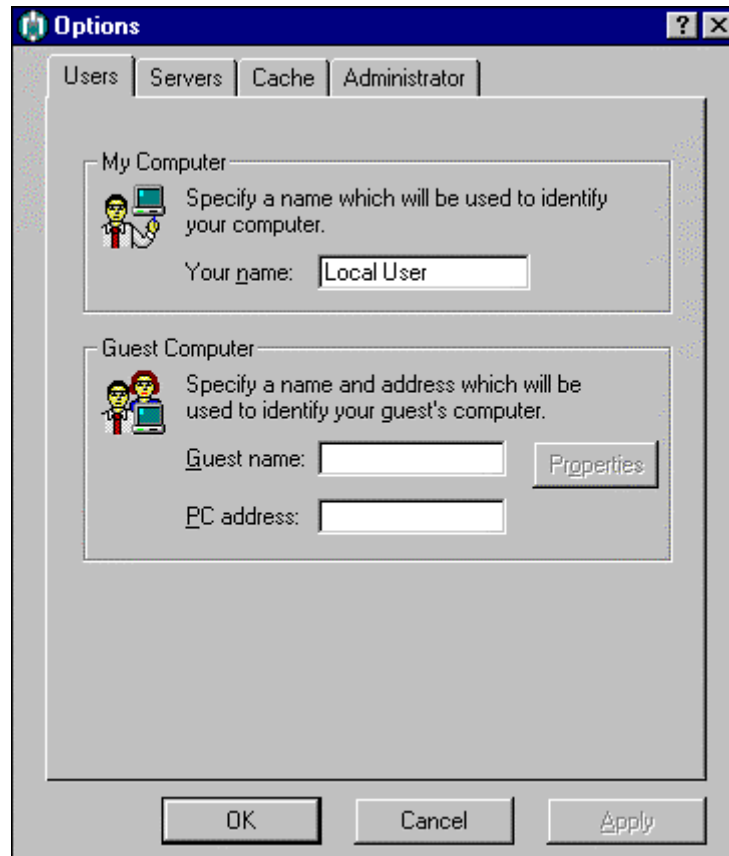 Options
Users Servers Cache Administrator
My Computer
Specify a name which will be used to identify
your computer.
Your name: Local User
Guest Computer
Specify a name and address which will be
used to identify your guest's computer.
Guest name: Properties
PC address:
OK Cancel Apply